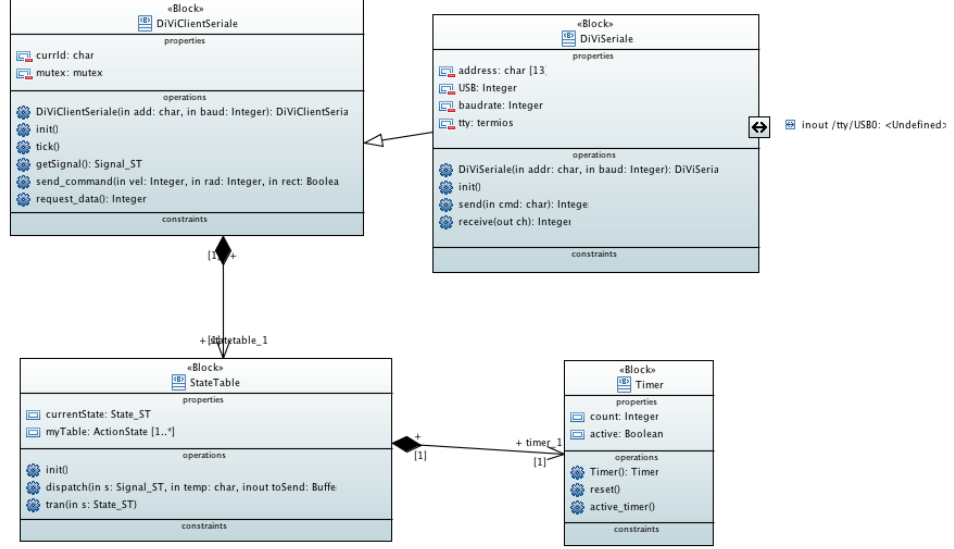 «Block»
DiViClientSeriale
properties
currId: char
mutex: mutex
operations
DiViClientSeriale(in add: char, in baud: Integer): DiViClientSeria
init()
tick()
getSignal(): Signal_ST
send_command(in vel: Integer, in rad: Integer, in rect: Boolea
request_data(): Integer
constraints
«Block»
DiViSeriale
properties
address: char [13]
USB: Integer
baudrate: Integer
tty: termios
operations
DiViSeriale(in addr: char, in baud: Integer): DiViSeria
init()
send(in cmd: char): Intege
receive(out ch): Integer
constraints
inout /tty/USB0: <Undefined>
[1] +
+ [1] statetable_1
«Block»
StateTable
properties
currentState: State_ST
myTable: ActionState [1..*]
operations
init()
dispatch(in s: Signal_ST, in temp: char, inout toSend: Buffe
tran(in s: State_ST)
constraints
+
[1]
+ timer_1
[1]
«Block»
Timer
properties
count: Integer
active: Boolean
operations
Timer(): Timer
reset()
active_timer()
constraints